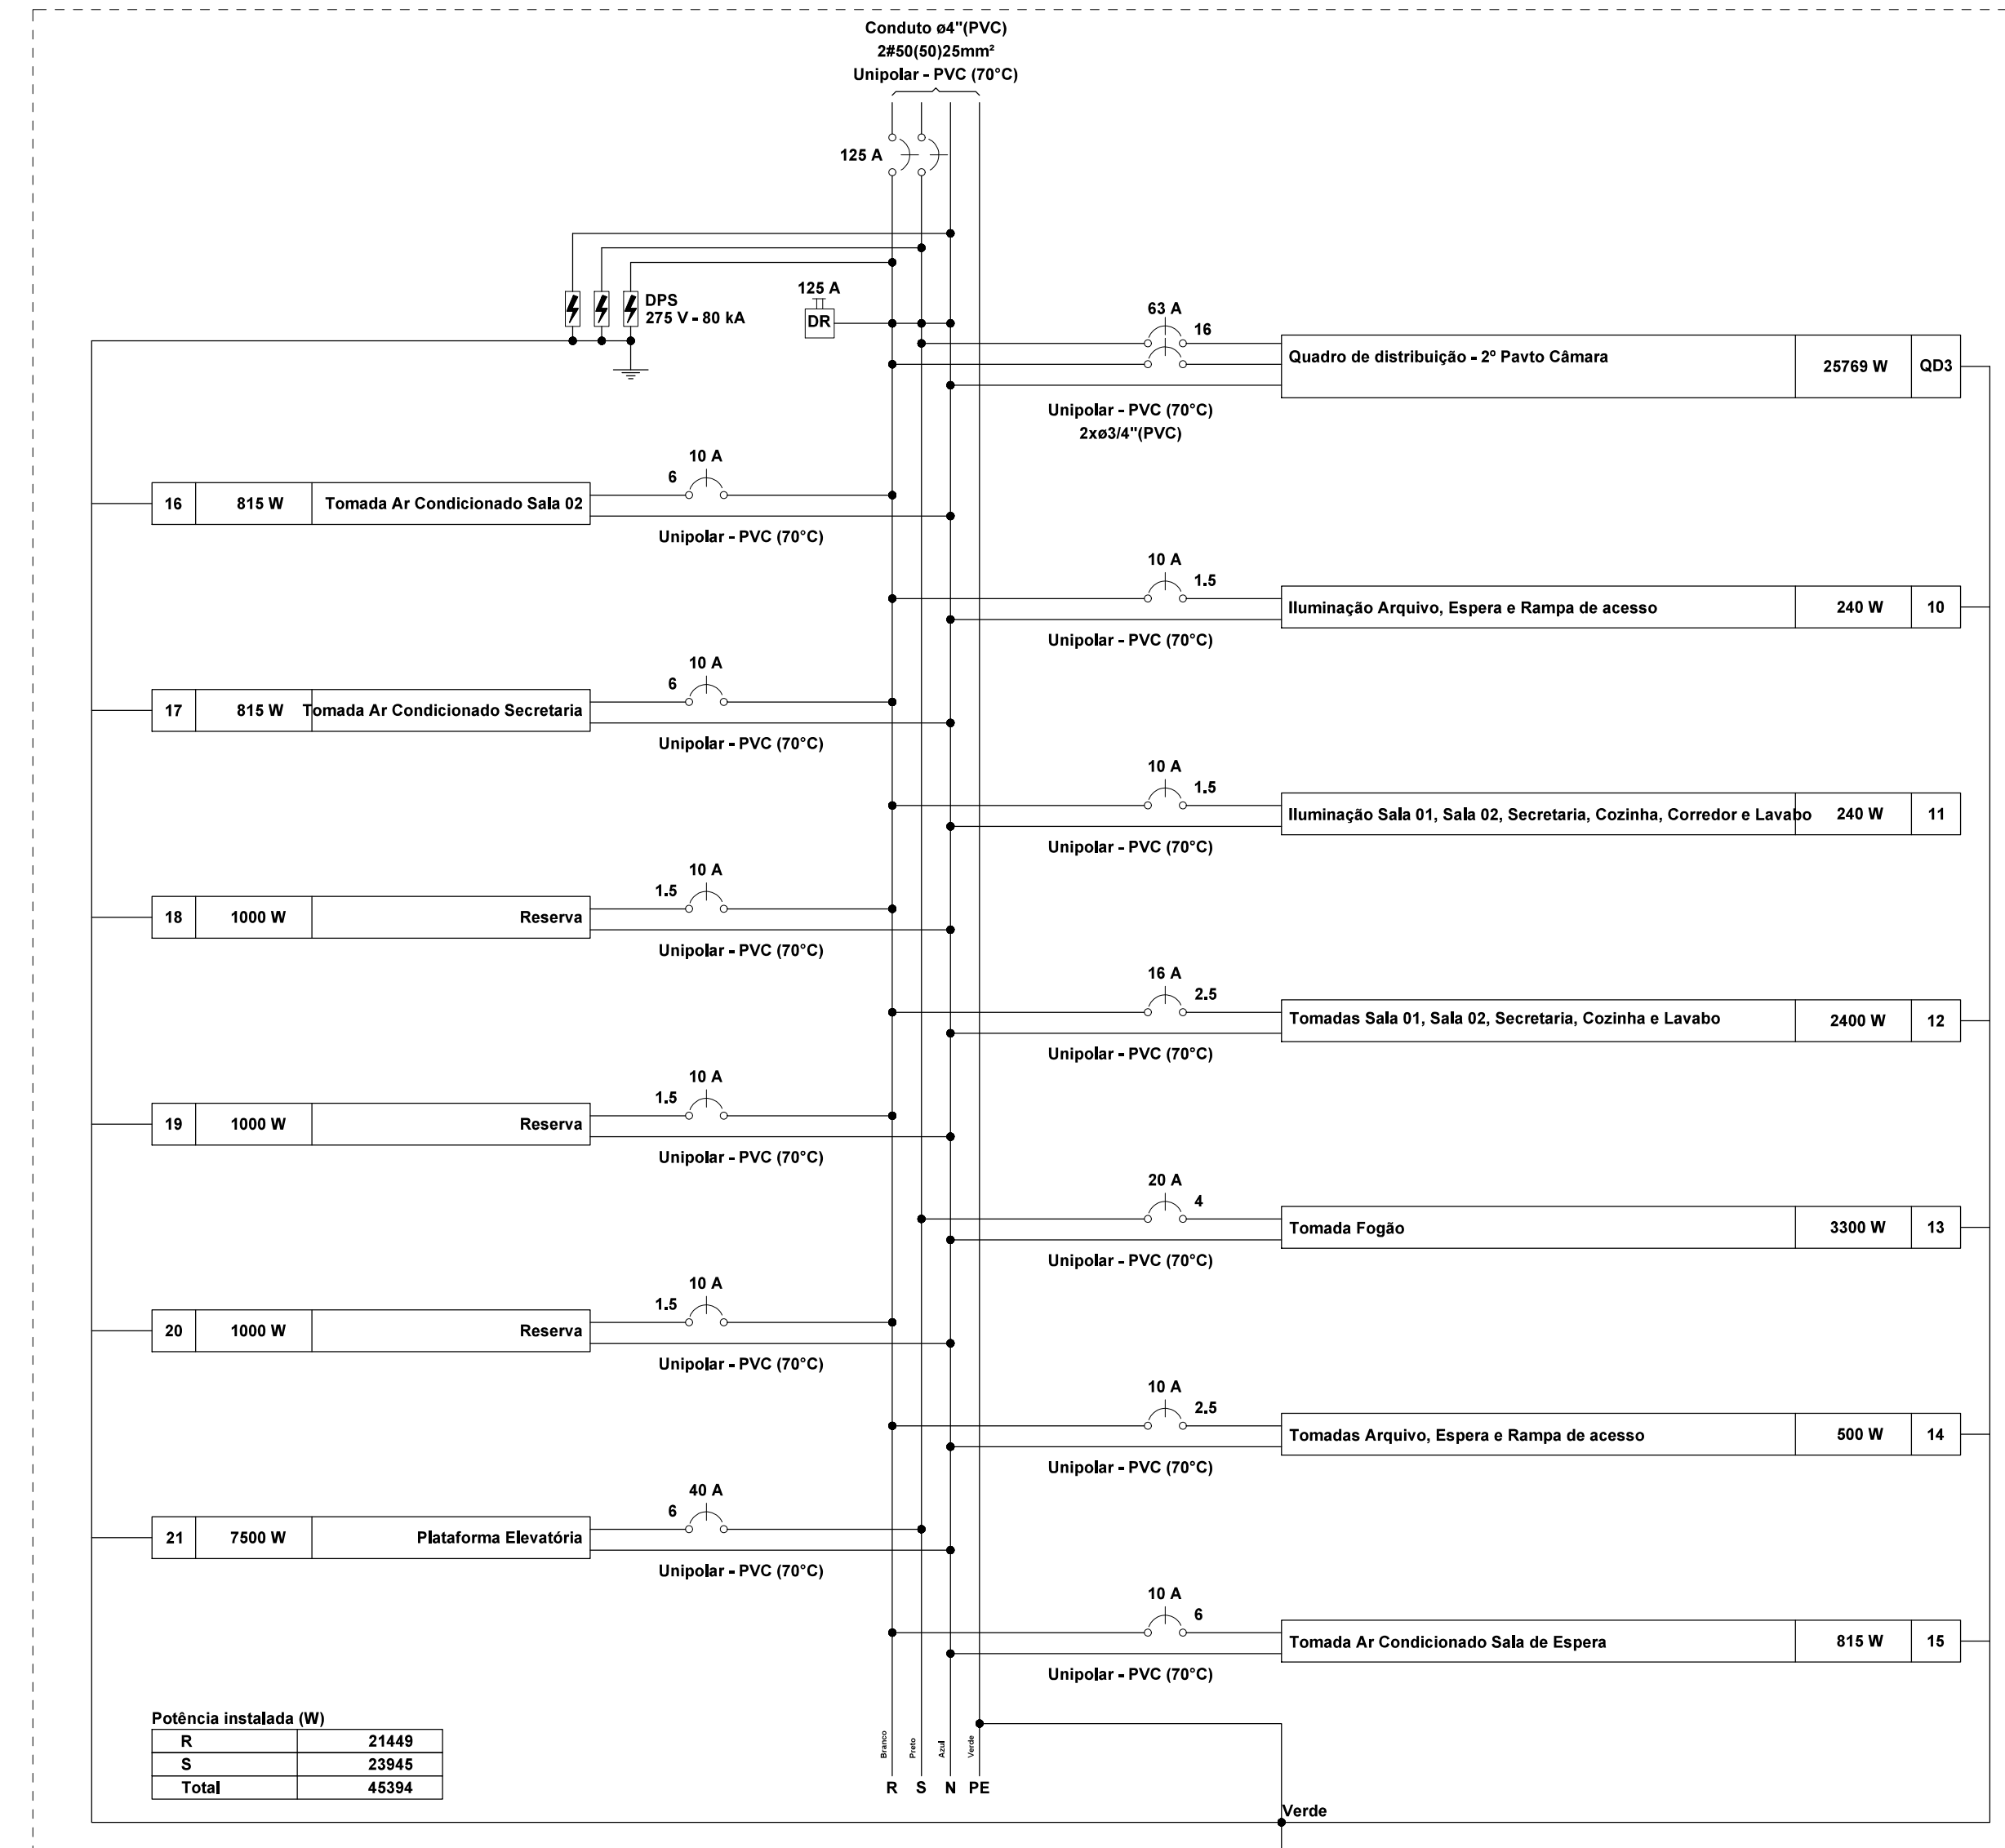 Conduto ø4"(PVC)
2#50(50)25mm²
Unipolar - PVC (70°C)
125 A
DPS
275 V - 80 kA
125 A
DR
63 A
16
Quadro de distribuição - 2º Pavto Câmara
25769 W
QD3
Unipolar - PVC (70°C)
2xø3/4"(PVC)
10 A
6
16
815 W
Tomada Ar Condicionado Sala 02
Unipolar - PVC (70°C)
10 A
1.5
Iluminação Arquivo, Espera e Rampa de acesso
240 W
10
Unipolar - PVC (70°C)
10 A
6
17
815 W
Tomada Ar Condicionado Secretaria
Unipolar - PVC (70°C)
10 A
1.5
Iluminação Sala 01, Sala 02, Secretaria, Cozinha, Corredor e Lavabo
240 W
11
Unipolar - PVC (70°C)
10 A
1.5
18
1000 W
Reserva
Unipolar - PVC (70°C)
16 A
2.5
Tomadas Sala 01, Sala 02, Secretaria, Cozinha e Lavabo
2400 W
12
Unipolar - PVC (70°C)
10 A
1.5
19
1000 W
Reserva
Unipolar - PVC (70°C)
20 A
4
Tomada Fogão
3300 W
13
Unipolar - PVC (70°C)
10 A
1.5
20
1000 W
Reserva
Unipolar - PVC (70°C)
10 A
2.5
Tomadas Arquivo, Espera e Rampa de acesso
500 W
14
Unipolar - PVC (70°C)
40 A
6
21
7500 W
Plataforma Elevatória
Unipolar - PVC (70°C)
10 A
6
Tomada Ar Condicionado Sala de Espera
815 W
15
Unipolar - PVC (70°C)
Potência instalada (W)
R 21449
S 23945
Total 45394
Branco
Preto
Azul
Verde
R S N PE
Verde